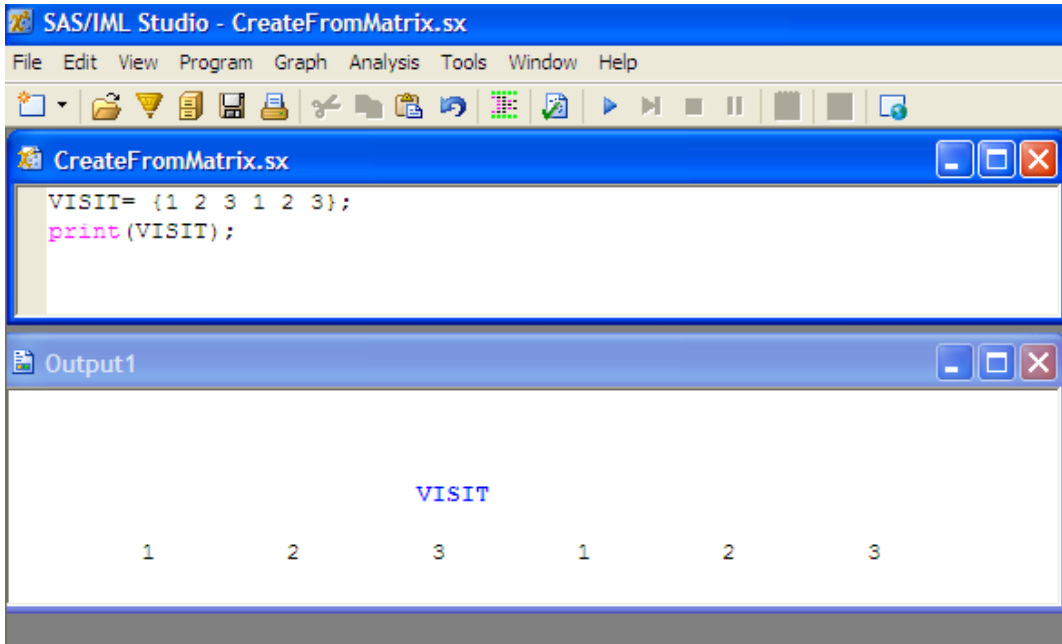 SAS/IML Studio - CreateFromMatrix.sx
File Edit View Program Graph Analysis Tools Window Help
CreateFromMatrix.sx
VISIT= {1 2 3 1 2 3};
print(VISIT);
Output1
VISIT
1 2 3 1 2 3